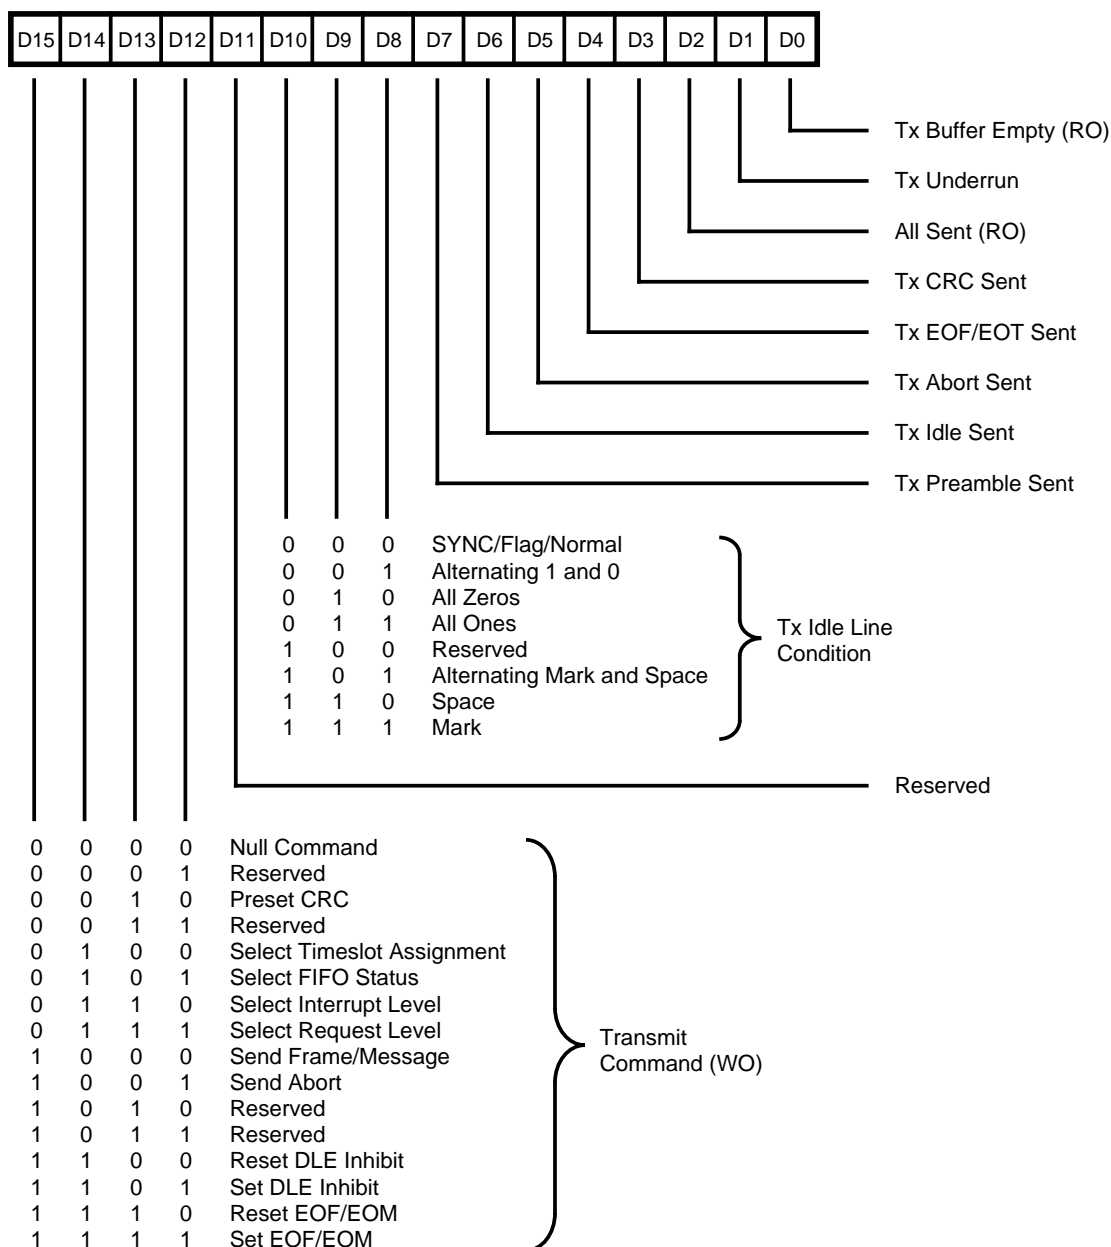 D15 D14 D13 D12 D11 D10 D9 D8 D7 D6 D5 D4 D3 D2 D1 D0
Tx Buffer Empty (RO)
Tx Underrun
All Sent (RO)
Tx CRC Sent
Tx EOF/EOT Sent
Tx Abort Sent
Tx Idle Sent
Tx Preamble Sent
0 0 0 SYNC/Flag/Normal
0 0 1 Alternating 1 and 0
0 1 0 All Zeros
0 1 1 All Ones
1 0 0 Reserved
1 0 1 Alternating Mark and Space
1 1 0 Space
1 1 1 Mark
Tx Idle Line
Condition
Reserved
0 0 0 0 Null Command
0 0 0 1 Reserved
0 0 1 0 Preset CRC
0 0 1 1 Reserved
0 1 0 0 Select Timeslot Assignment
0 1 0 1 Select FIFO Status
0 1 1 0 Select Interrupt Level
0 1 1 1 Select Request Level
1 0 0 0 Send Frame/Message
1 0 0 1 Send Abort
1 0 1 0 Reserved
1 0 1 1 Reserved
1 1 0 0 Reset DLE Inhibit
1 1 0 1 Set DLE Inhibit
1 1 1 0 Reset EOF/EOM
1 1 1 1 Set EOF/EOM
Transmit
Command (WO)